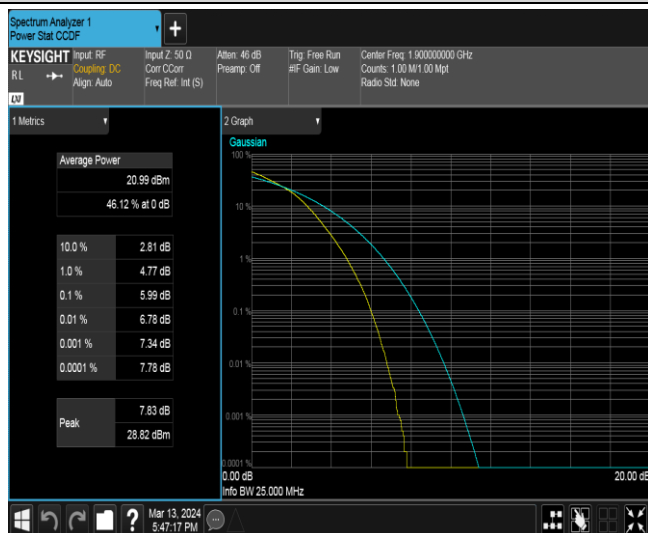 Spectrum Analyzer 1
Power Stat CCDF
KEYSIGHT
RL
LXI
Input: RF
Coupling: DC
Align: Auto
Input Z: 50 Ω
Corr CCorr
Freq Ref: Int (S)
Atten: 46 dB
Preamp: Off
Trig: Free Run
#IF Gain: Low
Center Freq: 1.900000000 GHz
Counts: 1.00 M/1.00 Mpt
Radio Std: None
1 Metrics
Average Power
20.99 dBm
46.12 % at 0 dB
10.0 % 2.81 dB
1.0 % 4.77 dB
0.1 % 5.99 dB
0.01 % 6.78 dB
0.001 % 7.34 dB
0.0001 % 7.78 dB
Peak
7.83 dB
28.82 dBm
2 Graph
Gaussian
100 %
10 %
1 %
0.1 %
0.01 %
0.001 %
0.0001 %
0.00 dB 20.00 dB
Info BW 25.000 MHz
? Mar 13, 2024
5:47:17 PM